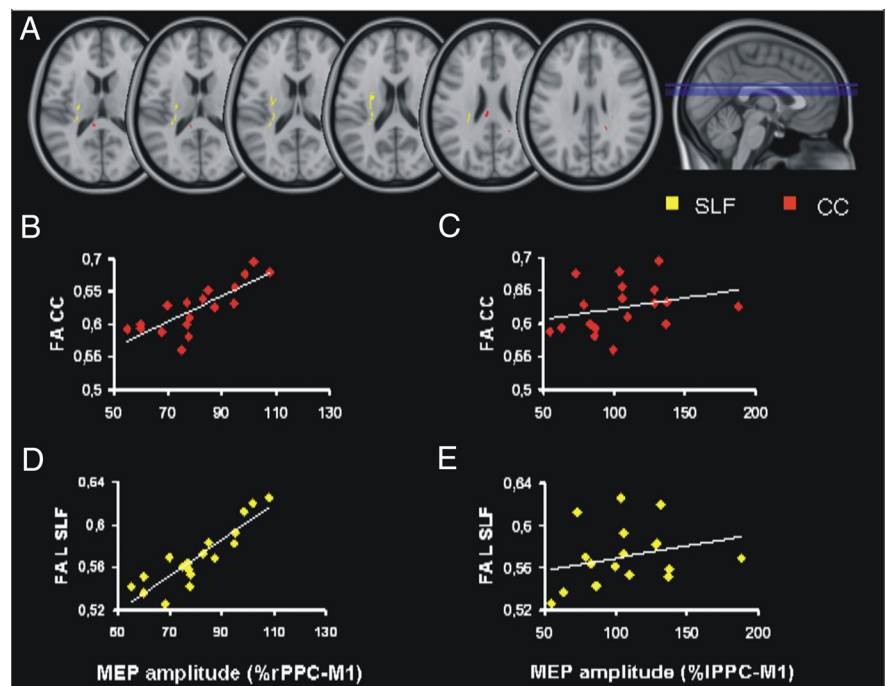 A
SLF CC
B
C
0,7
0,65
0,6
0,55
0,5
FA CC
50 70 90 110 130
0,7
0,65
0,6
0,55
0,5
FA CC
50 100 150 200
D
E
0,64
0,6
0,56
0,52
FA L SLF
50 70 90 110 130
MEP amplitude (%rPPC-M1)
0,64
0,6
0,56
0,52
FA L SLF
50 100 150 200
MEP amplitude (%lPPC-M1)